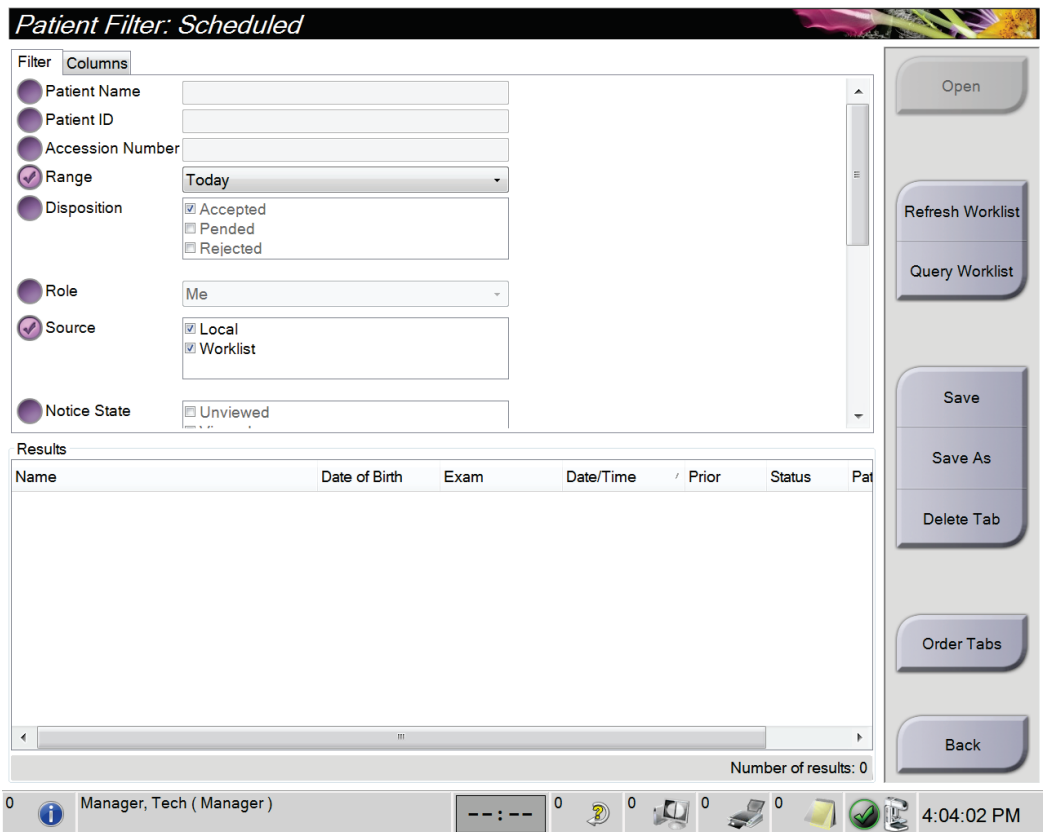 Patient Filter: Scheduled
Filter Columns
Patient Name
Patient ID
Accession Number
Range Today
Disposition Accepted
Pended
Rejected
Role Me
Source Local
Worklist
Notice State Unviewed
Open
Refresh Worklist
Query Worklist
Save
Save As
Delete Tab
Order Tabs
Back
Results
Name Date of Birth Exam Date/Time Prior Status Pat
Number of results: 0
0 Manager, Tech ( Manager ) --:-- 0 0 0 0 4:04:02 PM